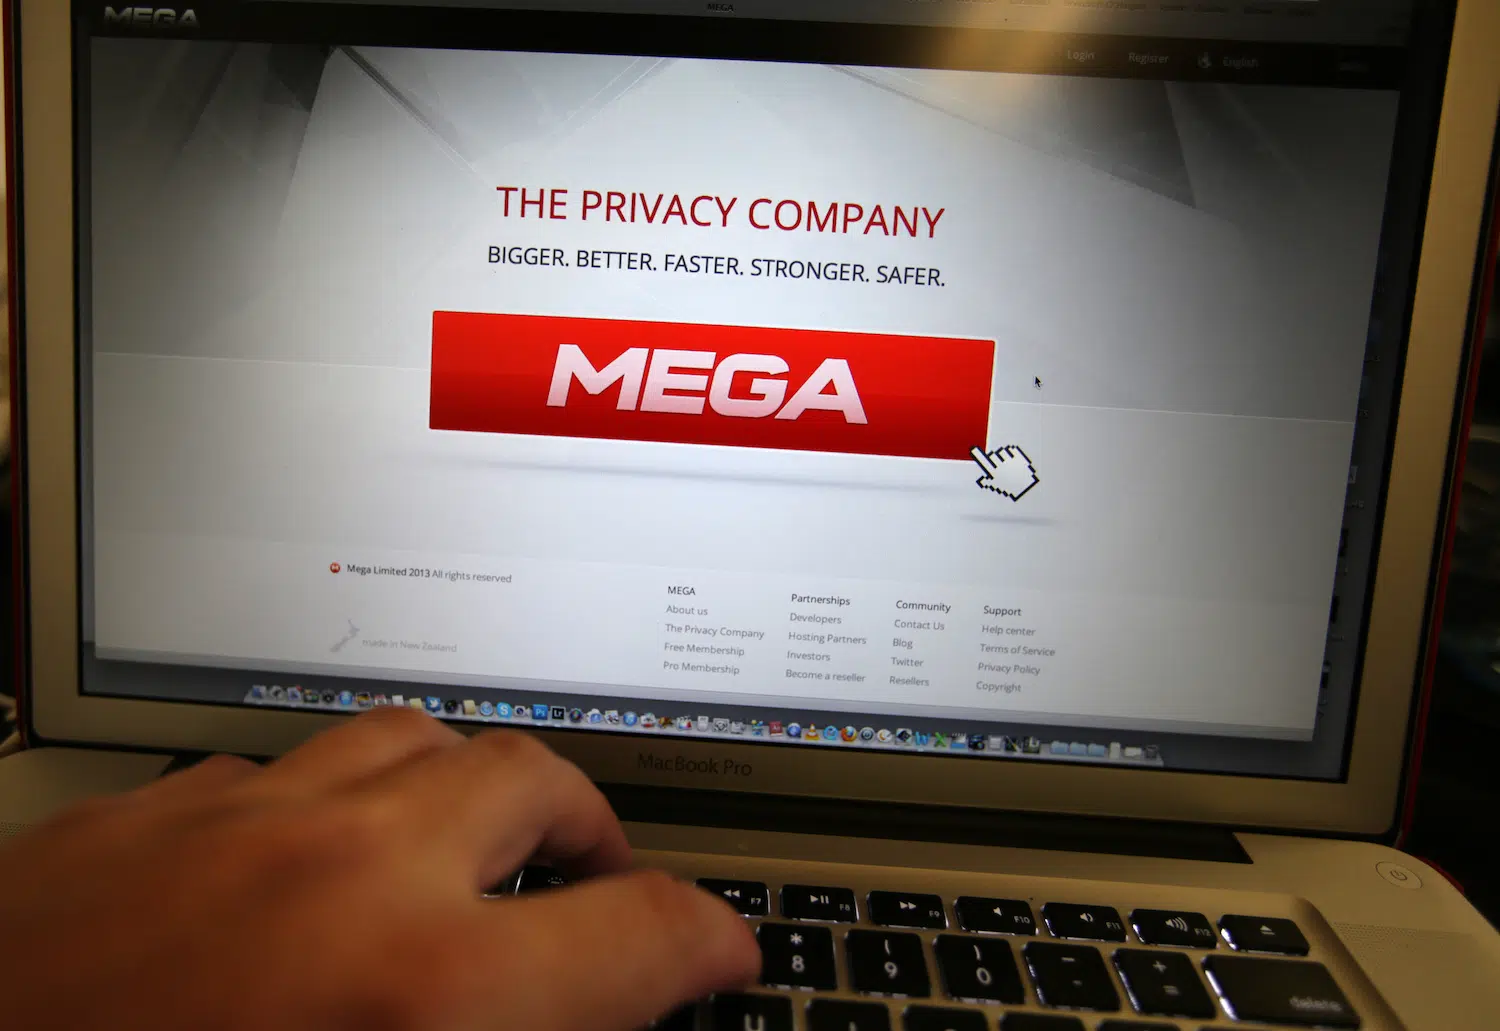 MEGA
MEGA
Login Register English
THE PRIVACY COMPANY
BIGGER. BETTER. FASTER. STRONGER. SAFER.
MEGA
Mega Limited 2013 All rights reserved
made in New Zealand
MEGA
About us
The Privacy Company
Free Membership
Pro Membership
Partnerships
Developers
Hosting Partners
Investors
Become a reseller
Community
Contact Us
Blog
Twitter
Resellers
Support
Help center
Terms of Service
Privacy Policy
Copyright
MacBook Pro
F7 F8 F9 F10 F11 F12
* ( ) _ +
8 9 0 - =
delete
U